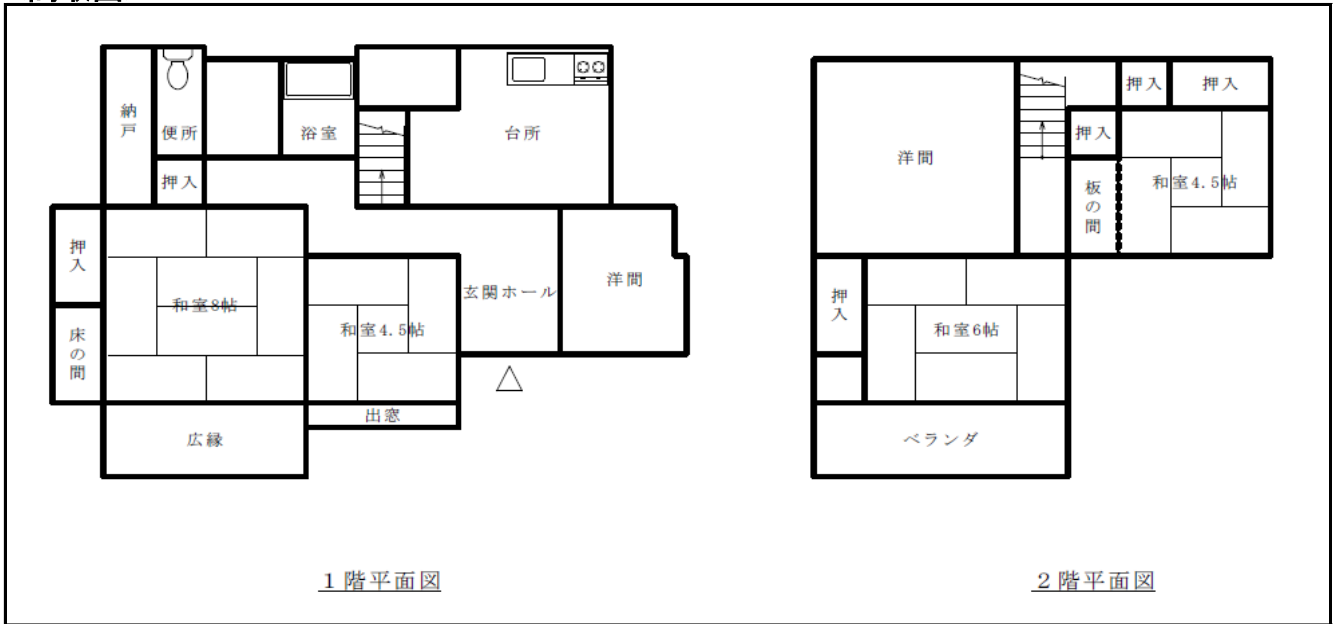 納戸
便所
浴室
台所
押入
押入
和室8帖
和室4.5帖
玄関ホール
洋間
床の間
出窓
広縁
1階平面図
押入
押入
洋間
押入
和室4.5帖
板の間
押入
和室6帖
ベランダ
2階平面図